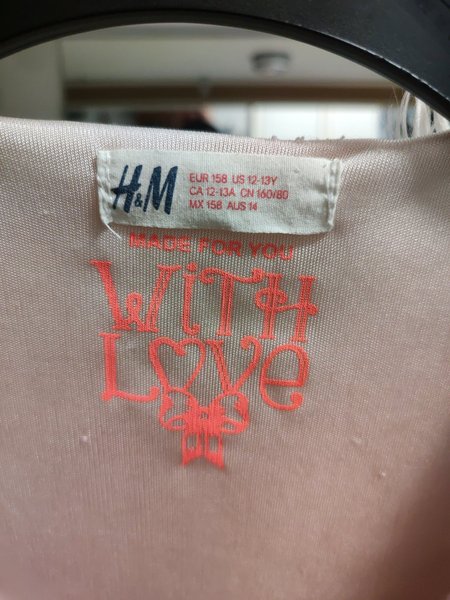 H&M
EUR 158 US 12-13Y
CA 12-13A CN 160/80
MX 158 AUS 14
MADE FOR YOU
WiTH
LOVe